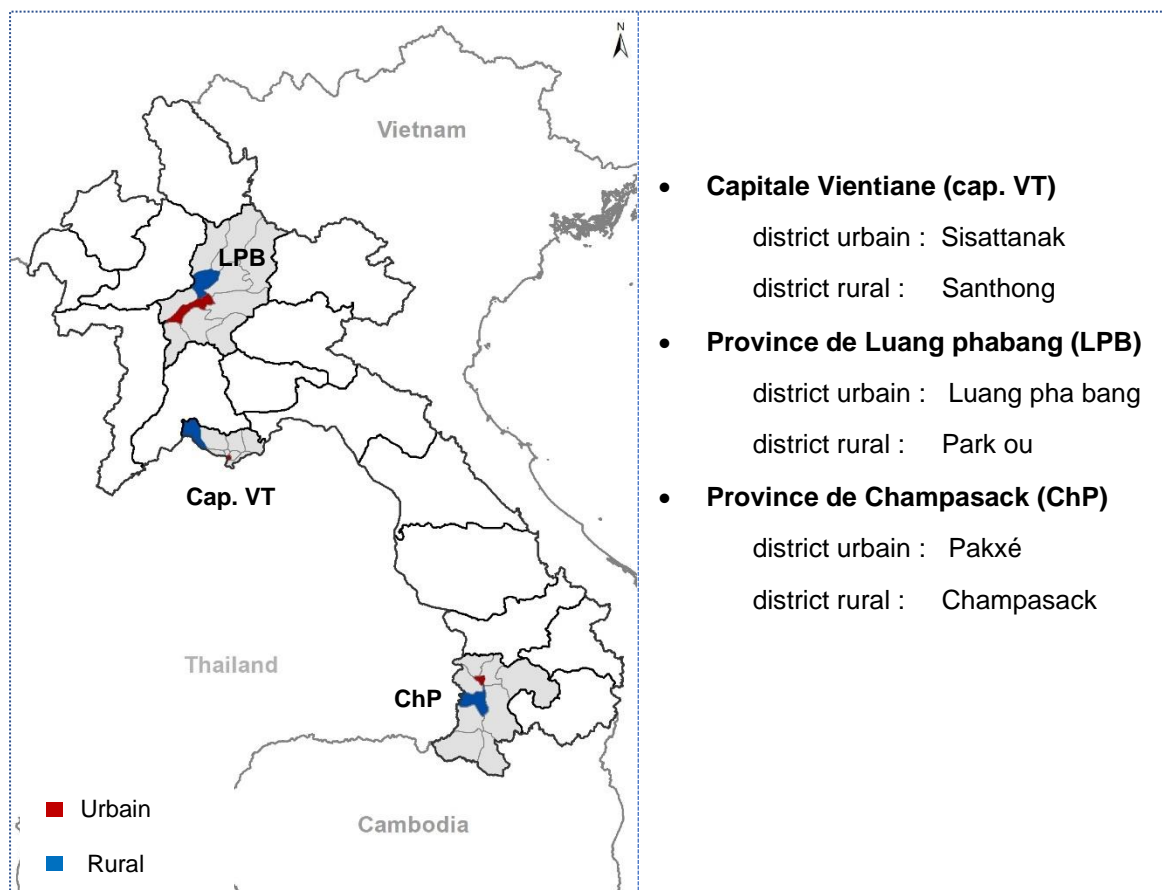 N
Vietnam
LPB
Cap. VT
Thailand
ChP
Cambodia
Urbain
Rural
• Capitale Vientiane (cap. VT)
district urbain : Sisattanak
district rural : Santhong
• Province de Luang phabang (LPB)
district urbain : Luang pha bang
district rural : Park ou
• Province de Champasack (ChP)
district urbain : Pakxé
district rural : Champasack